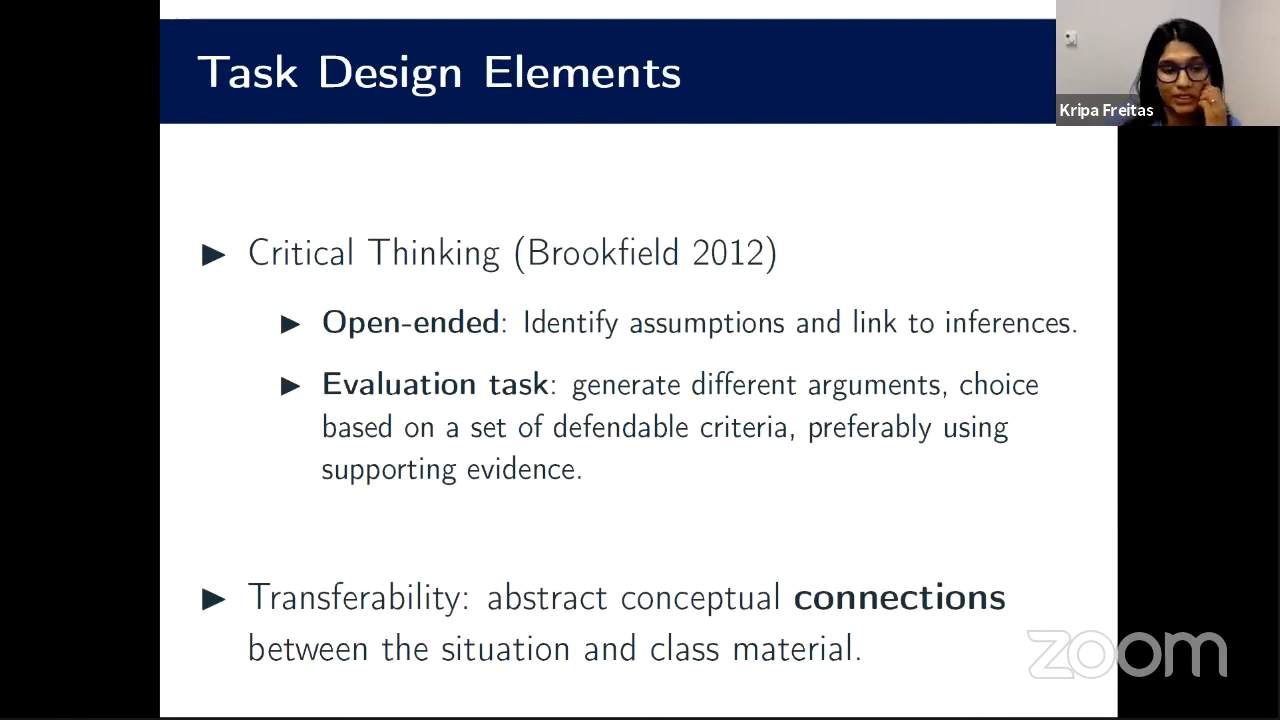 Task Design Elements
Kripa Freitas
▶ Critical Thinking (Brookfield 2012)
▶ Open-ended: Identify assumptions and link to inferences.
▶ Evaluation task: generate different arguments, choice
based on a set of defendable criteria, preferably using
supporting evidence.
▶ Transferability: abstract conceptual connections
between the situation and class material.
zoom